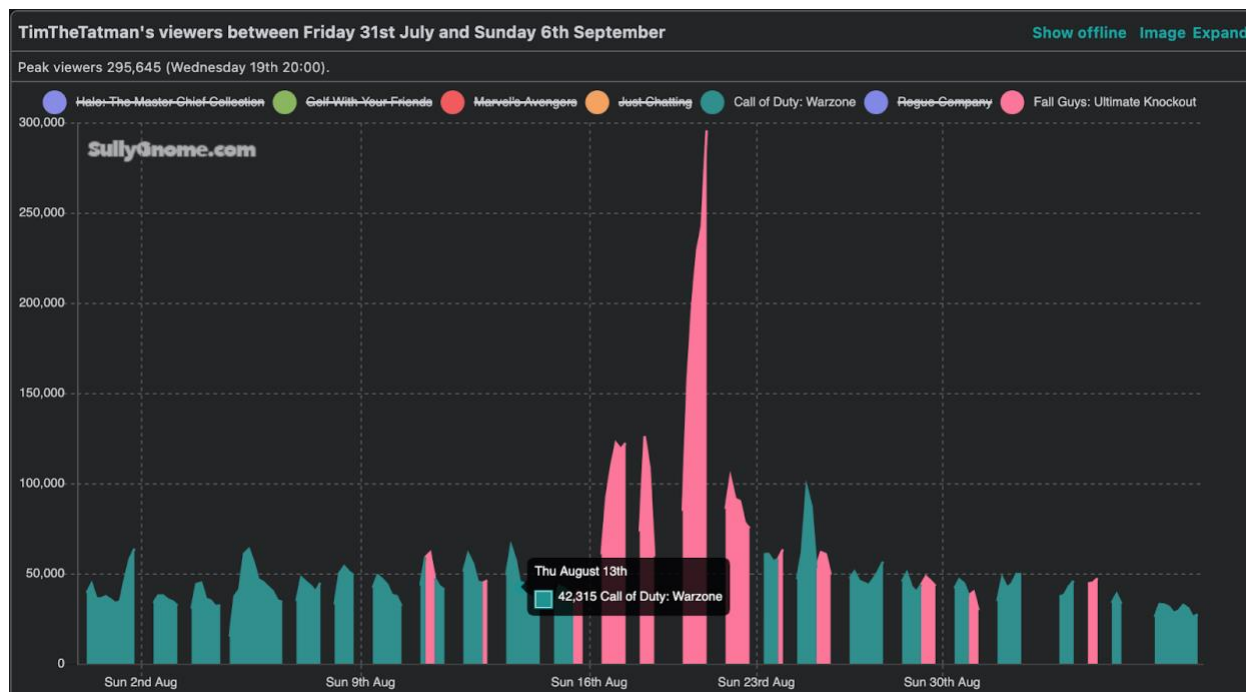 TimTheTatman's viewers between Friday 31st July and Sunday 6th September
Show offline Image Expand
Peak viewers 295,645 (Wednesday 19th 20:00).
Halo: The Master Chief Collection Golf With Your Friends Marvel's Avengers Just Chatting Call of Duty: Warzone Rogue Company Fall Guys: Ultimate Knockout
300,000
SullyGnome.com
250,000
200,000
150,000
100,000
50,000
Thu August 13th
42,315 Call of Duty: Warzone
0
Sun 2nd Aug Sun 9th Aug Sun 16th Aug Sun 23rd Aug Sun 30th Aug